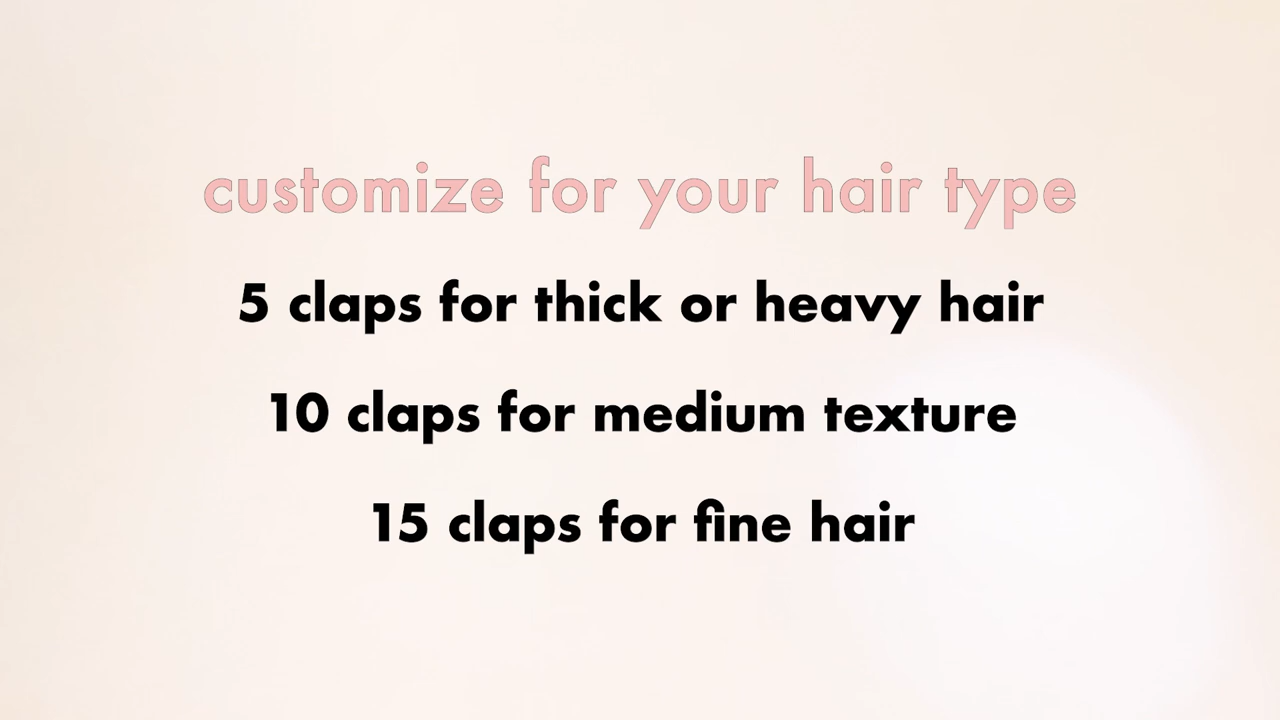 customize for your hair type
5 claps for thick or heavy hair
10 claps for medium texture
15 claps for fine hair